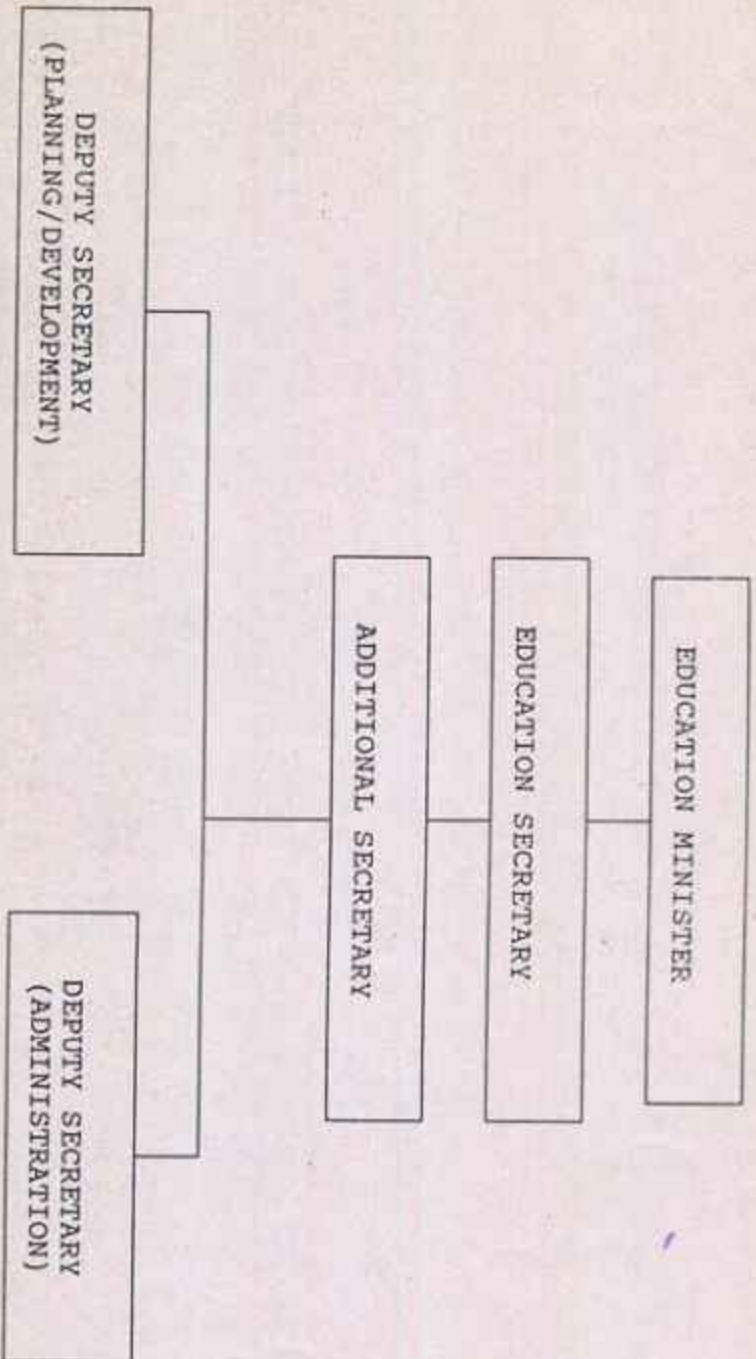 EDUCATION MINISTER
EDUCATION SECRETARY
ADDITIONAL SECRETARY
DEPUTY SECRETARY
(PLANNING/DEVELOPMENT)
DEPUTY SECRETARY
(ADMINISTRATION)